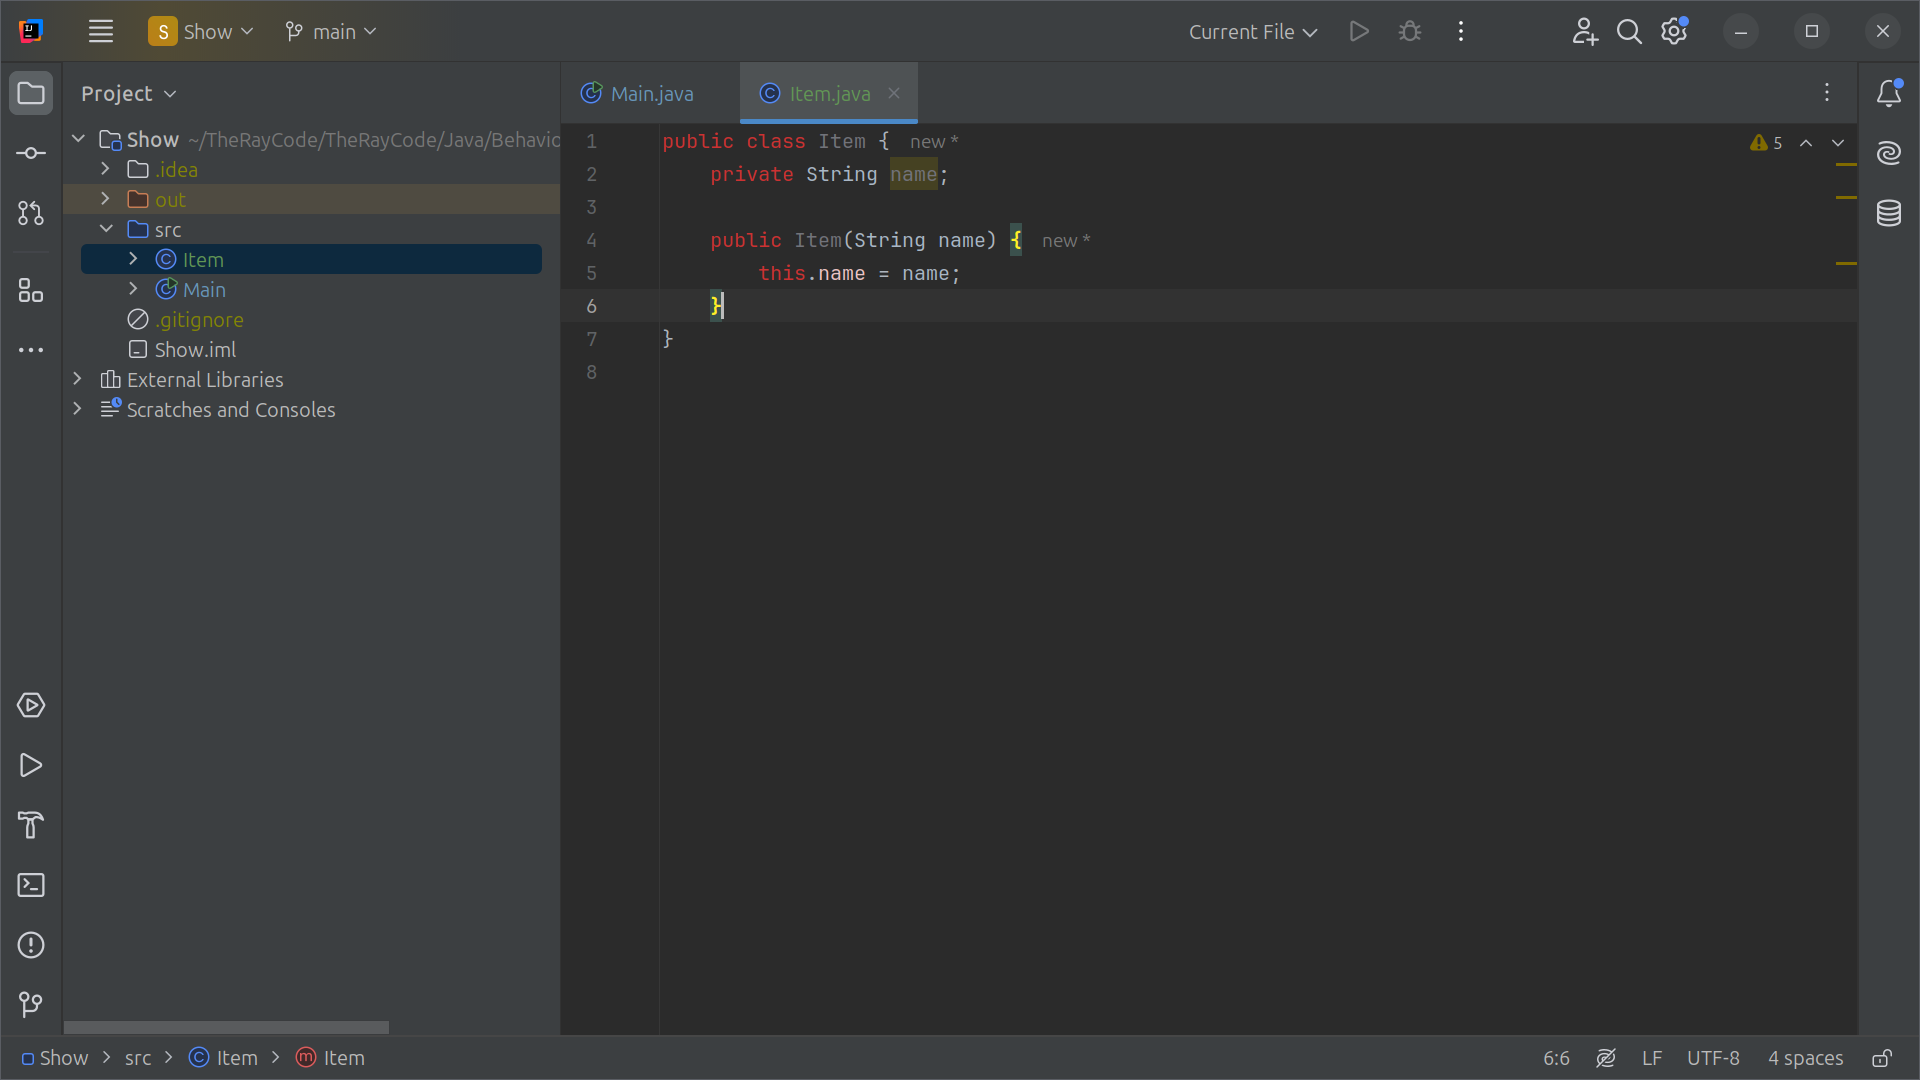 S Show main Current File
Project
Main.java Item.java
Show ~/TheRayCode/TheRayCode/Java/Behavio
.idea
out
src
Item
Main
.gitignore
Show.iml
External Libraries
Scratches and Consoles
1 public class Item { new *
2     private String name;
3
4     public Item(String name) { new *
5         this.name = name;
6     }
7 }
8
5
Show > src > Item > m Item
6:6 LF UTF-8 4 spaces